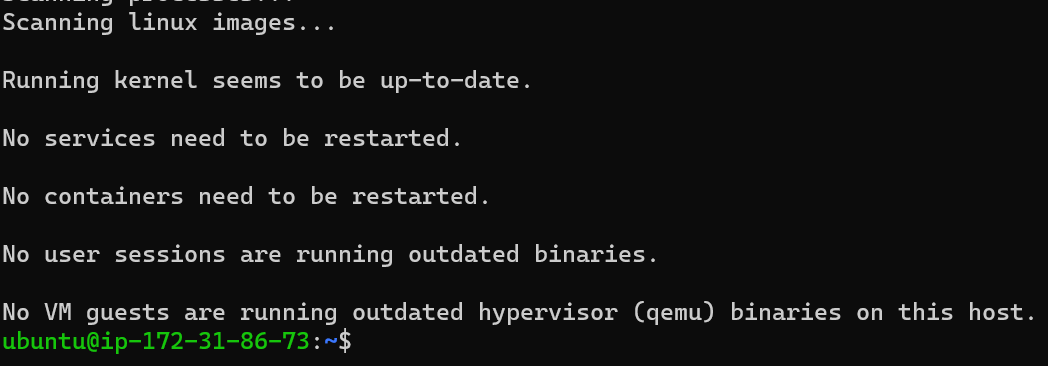 Scanning linux images...
Running kernel seems to be up-to-date.
No services need to be restarted.
No containers need to be restarted.
No user sessions are running outdated binaries.
No VM guests are running outdated hypervisor (qemu) binaries on this host.
ubuntu@ip-172-31-86-73:~$